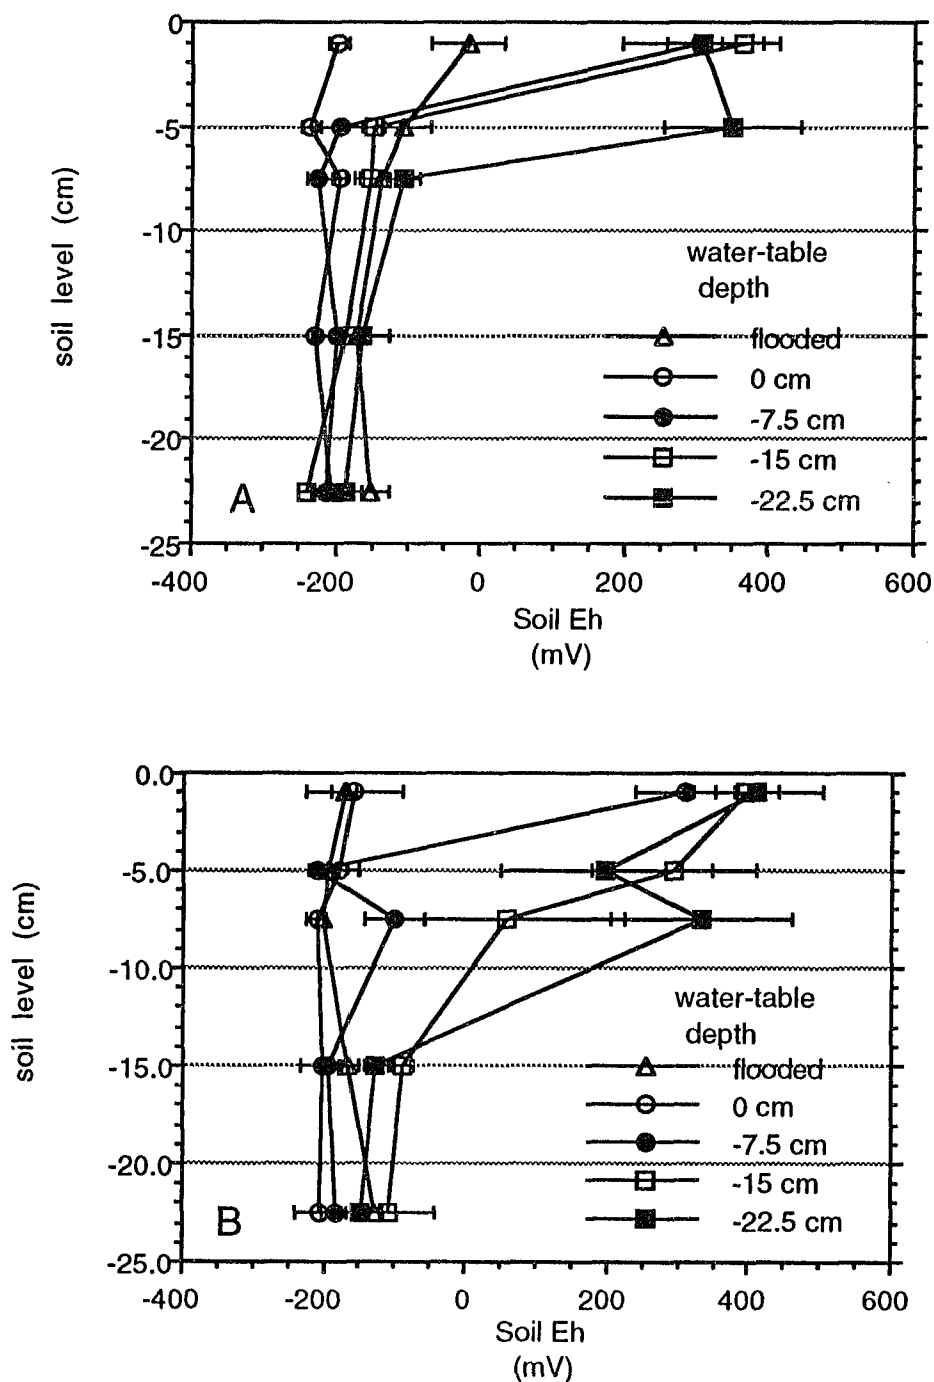 0
-5
-10
-15
-20
-25
soil level (cm)
water-table
depth
flooded
0 cm
-7.5 cm
-15 cm
-22.5 cm
A
-400 -200 0 200 400 600
Soil Eh
(mV)
0.0
-5.0
-10.0
-15.0
-20.0
-25.0
soil level (cm)
water-table
depth
flooded
0 cm
-7.5 cm
-15 cm
-22.5 cm
B
-400 -200 0 200 400 600
Soil Eh
(mV)